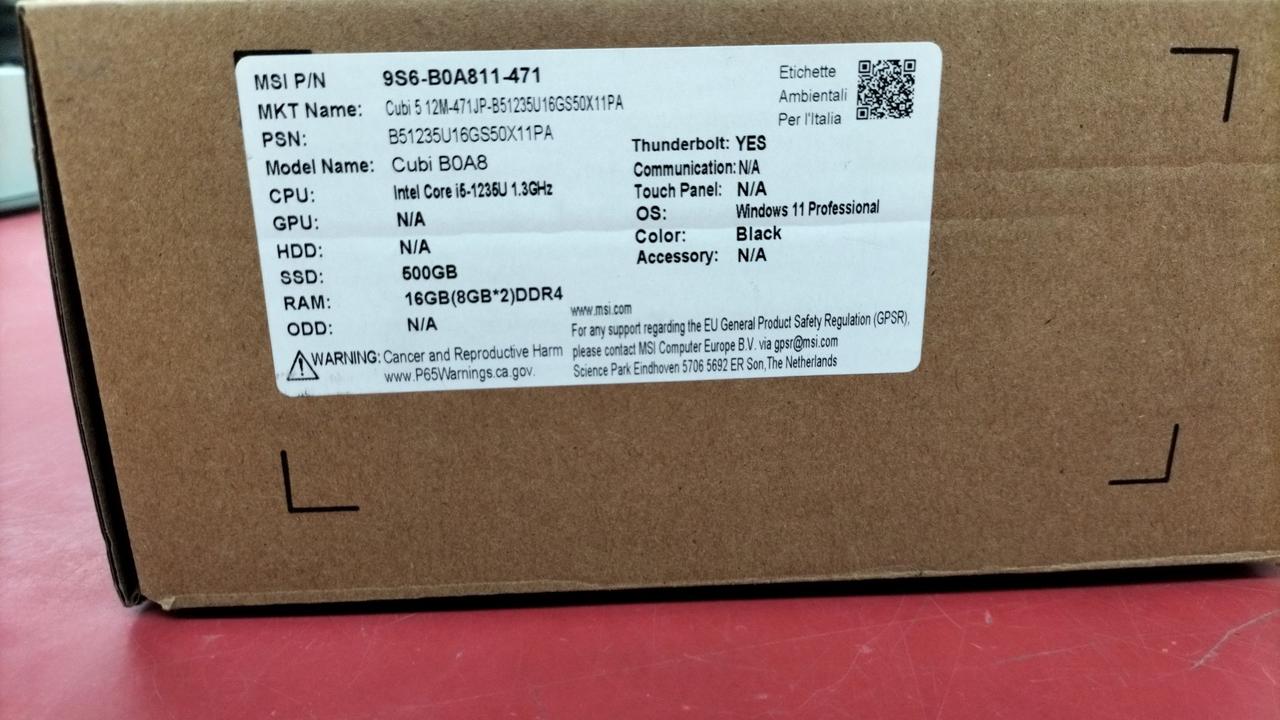 MSI P/N 9S6-B0A811-471
MKT Name: Cubi 5 12M-471JP-B51235U16GS50X11PA
PSN: B51235U16GS50X11PA
Model Name: Cubi B0A8
CPU: Intel Core i5-1235U 1.3GHz
GPU: N/A
HDD: N/A
SSD: 500GB
RAM: 16GB(8GB*2)DDR4
ODD: N/A
WARNING: Cancer and Reproductive Harm
www.P65Warnings.ca.gov.
Etichette
Ambientali
Per l'Italia
Thunderbolt: YES
Communication: N/A
Touch Panel: N/A
OS: Windows 11 Professional
Color: Black
Accessory: N/A
www.msi.com
For any support regarding the EU General Product Safety Regulation (GPSR),
please contact MSI Computer Europe B.V. via gpsr@msi.com
Science Park Eindhoven 5706 5692 ER Son,The Netherlands